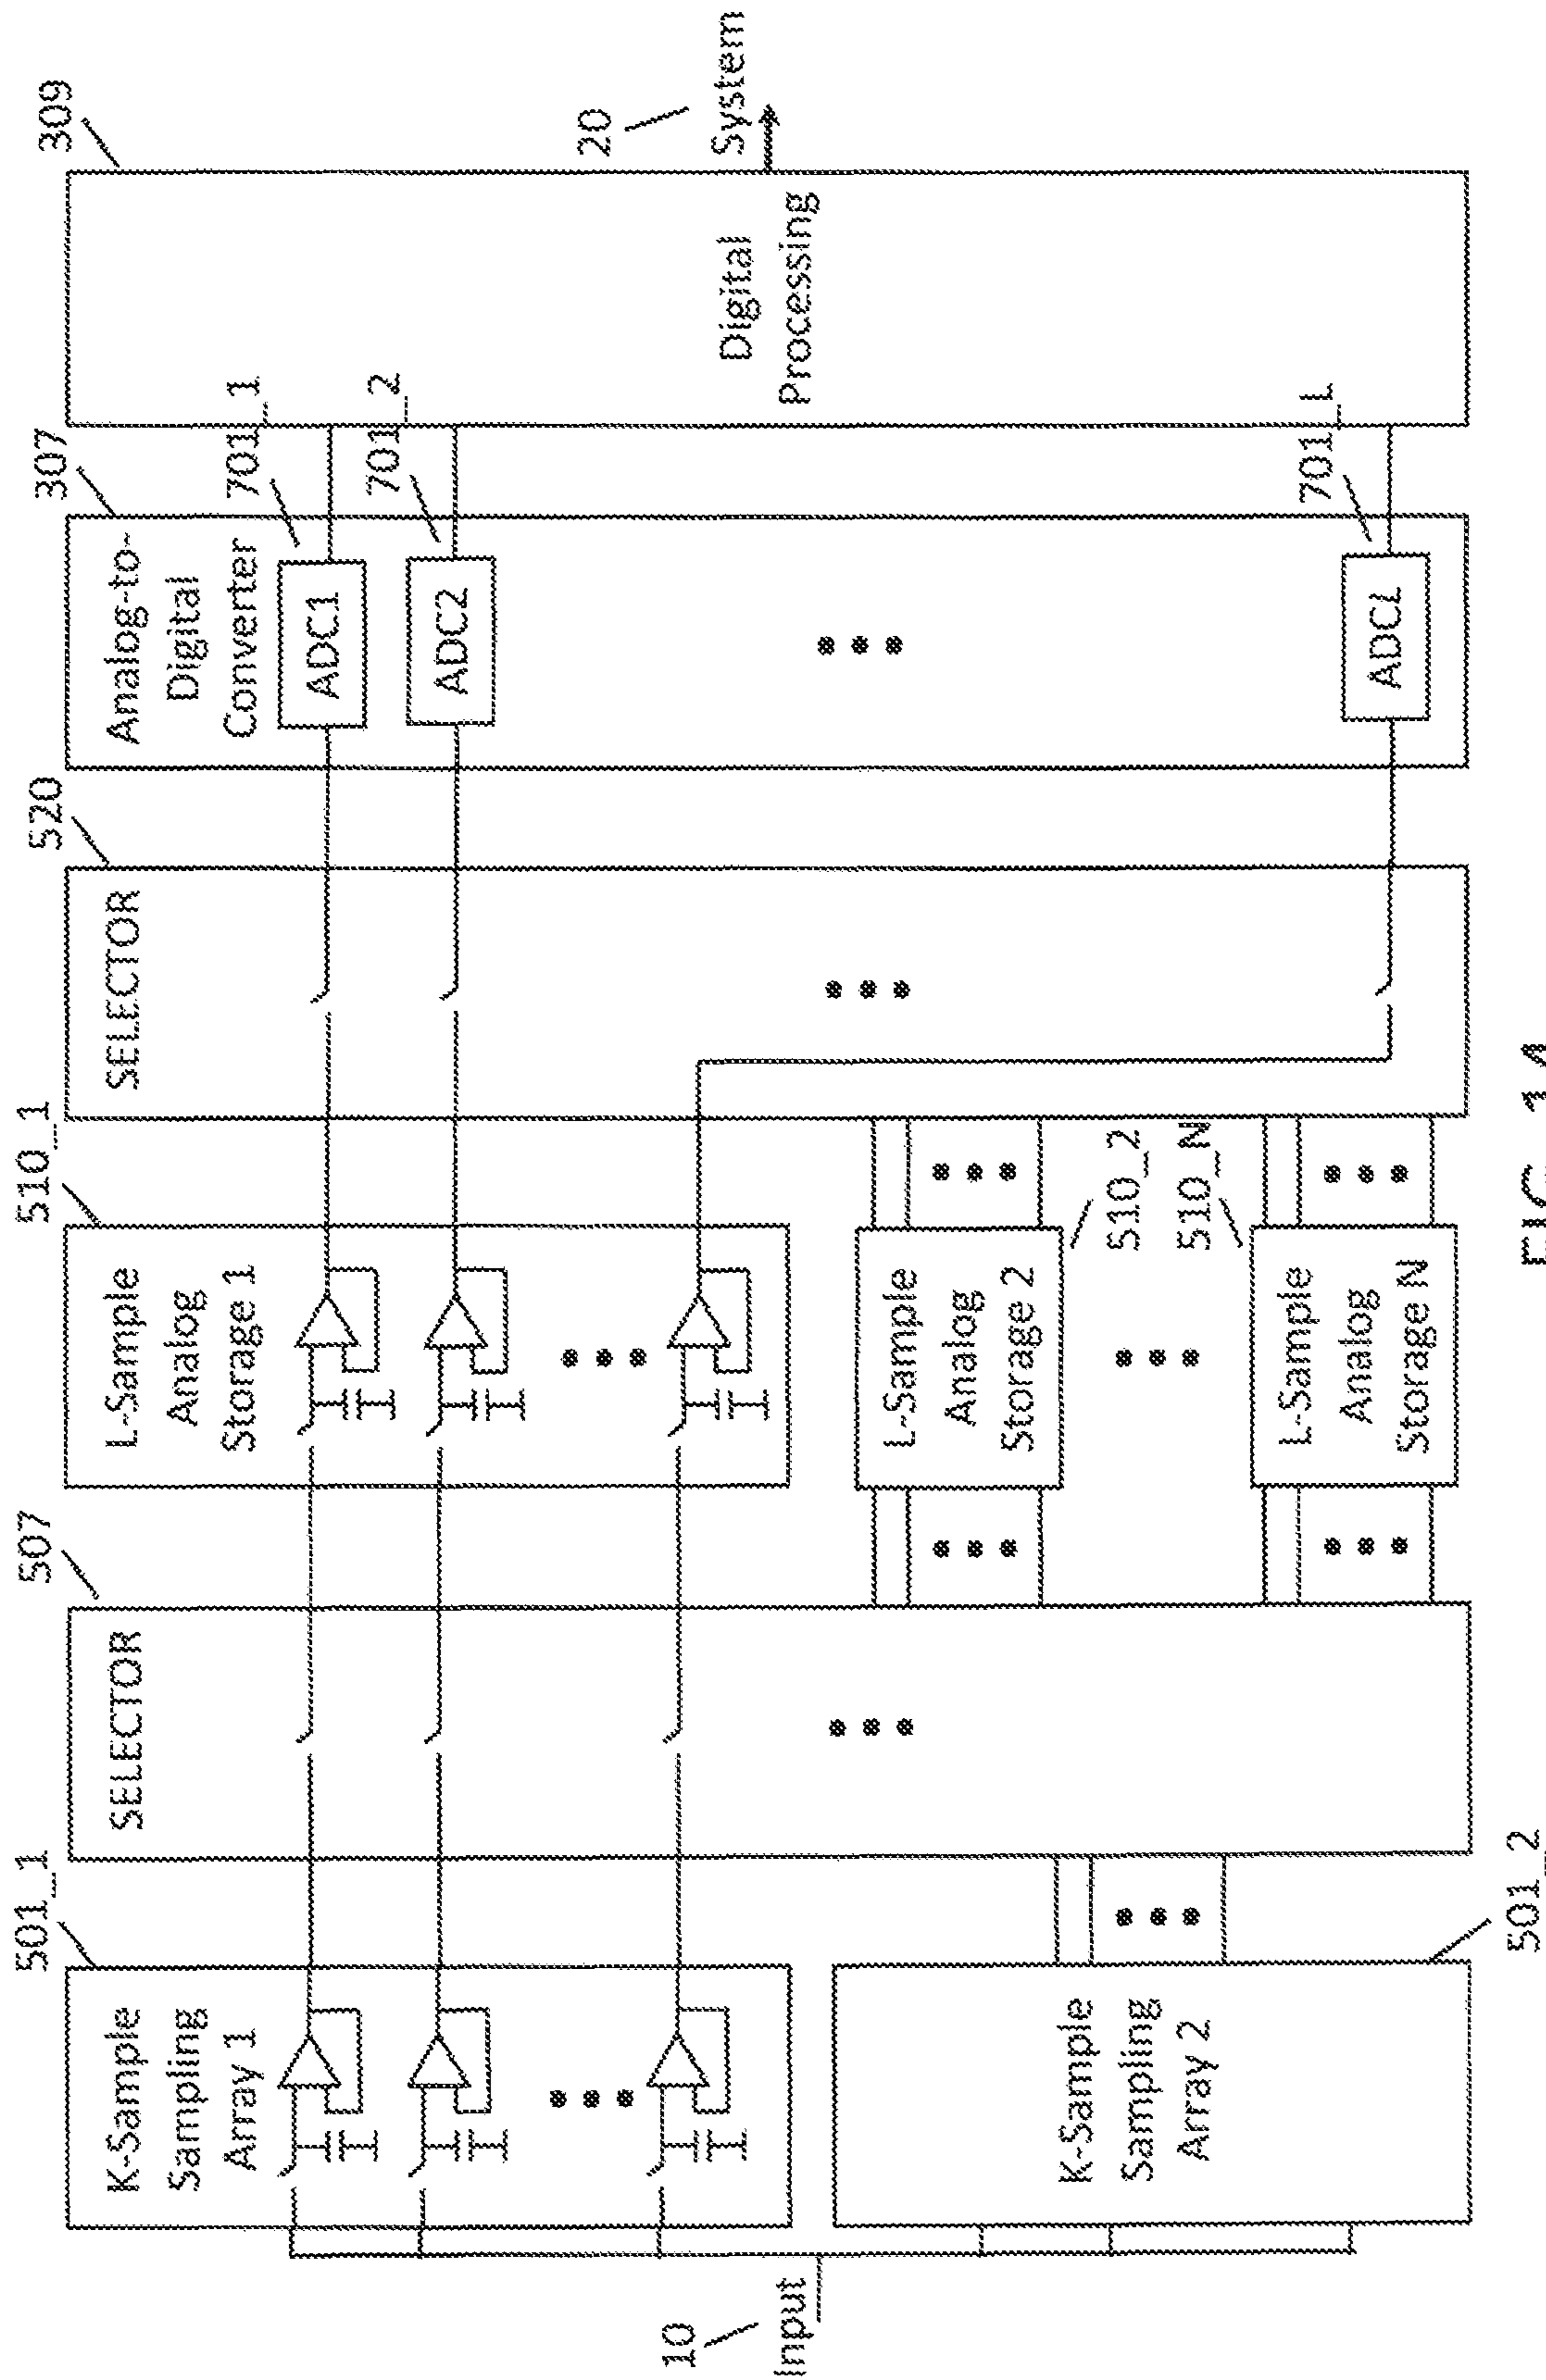 501_1
507
510_1
520
307
309
K-Sample
Sampling
Array 1
SELECTOR
L-Sample
Analog
Storage 1
SELECTOR
Analog-to-
Digital
Converter
ADC1
701_1
ADC2
701_2
ADCL
701_L
Digital
Processing
20
System
10
Input
K-Sample
Sampling
Array 2
501_2
L-Sample
Analog
Storage 2
510_2
510_N
L-Sample
Analog
Storage N